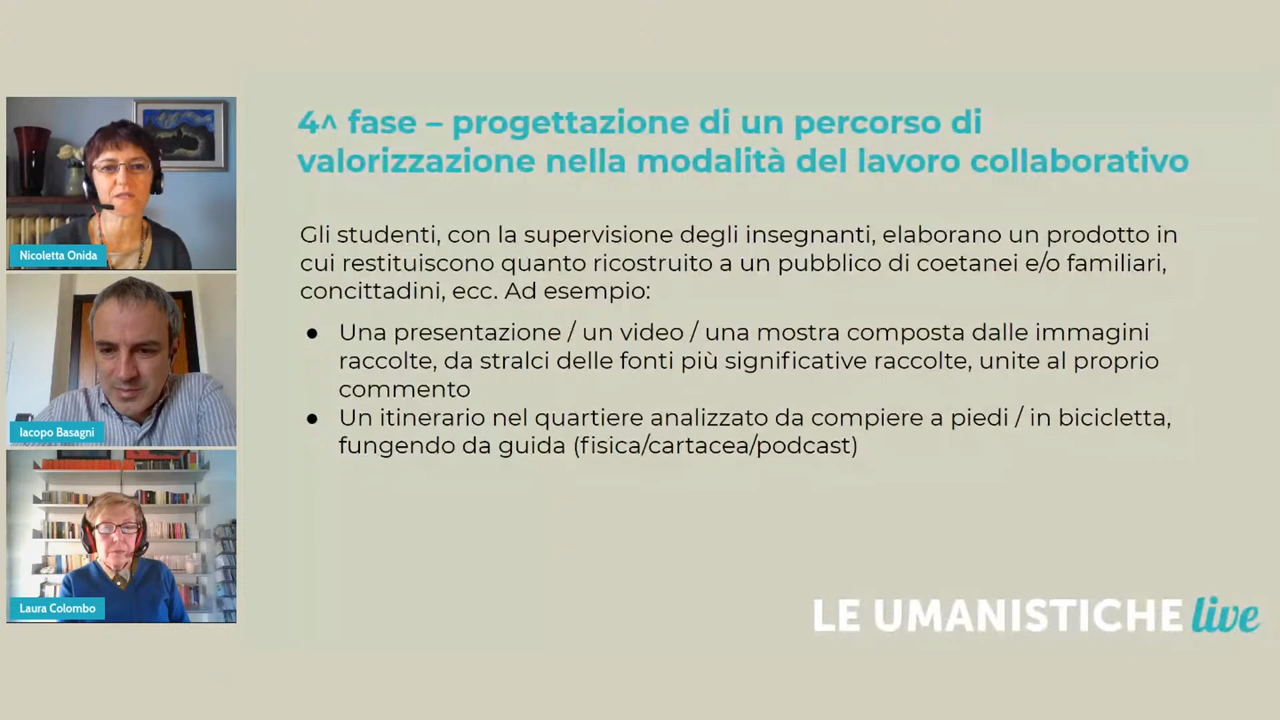 4^ fase – progettazione di un percorso di
valorizzazione nella modalità del lavoro collaborativo
Gli studenti, con la supervisione degli insegnanti, elaborano un prodotto in
cui restituiscono quanto ricostruito a un pubblico di coetanei e/o familiari,
concittadini, ecc. Ad esempio:
● Una presentazione / un video / una mostra composta dalle immagini
raccolte, da stralci delle fonti più significative raccolte, unite al proprio
commento
● Un itinerario nel quartiere analizzato da compiere a piedi / in bicicletta,
fungendo da guida (fisica/cartacea/podcast)
Nicoletta Onida
Iacopo Basagni
Laura Colombo
LE UMANISTICHE live